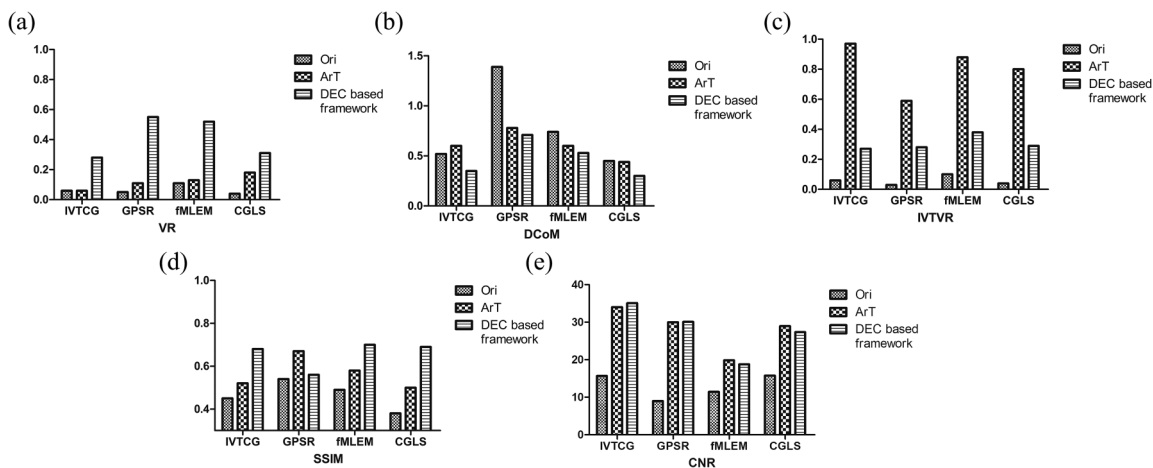 (a)
1.0
0.8
0.6
0.4
0.2
0.0
IVTCG GPSR fMLEM CGLS
VR
Ori
ArT
DEC based
framework
(b)
1.5
1.0
0.5
0.0
IVTCG GPSR fMLEM CGLS
DCoM
Ori
ArT
DEC based
framework
(c)
1.0
0.8
0.6
0.4
0.2
0.0
IVTCG GPSR fMLEM CGLS
IVTVR
Ori
ArT
DEC based
framework
(d)
1.0
0.8
0.6
0.4
IVTCG GPSR fMLEM CGLS
SSIM
Ori
ArT
DEC based
framework
(e)
40
30
20
10
0
IVTCG GPSR fMLEM CGLS
CNR
Ori
ArT
DEC based
framework